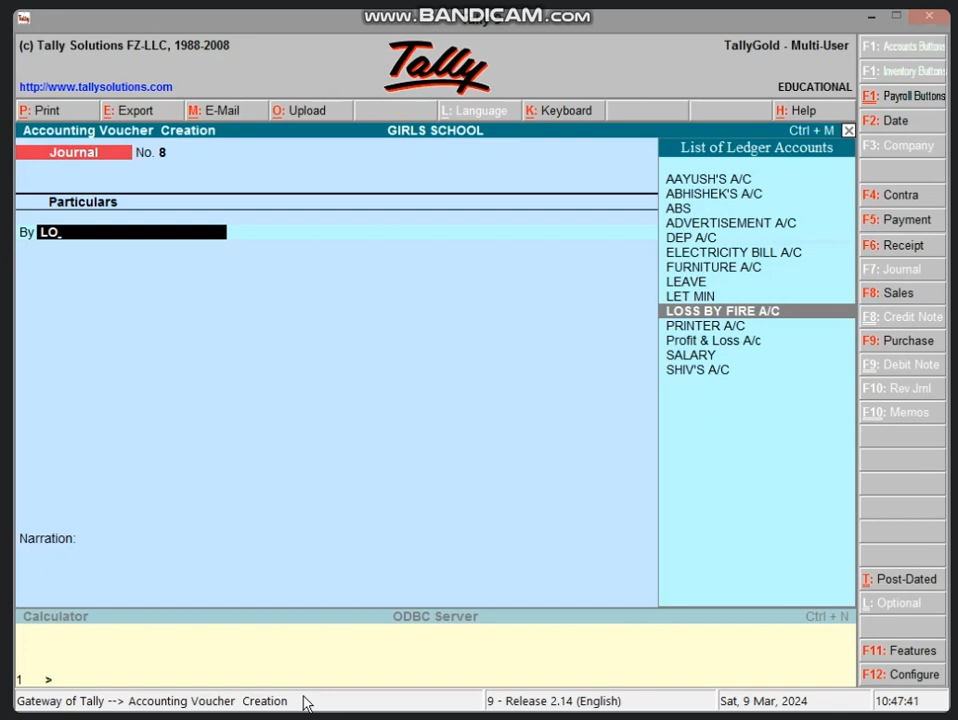 www.BANDICAM.com
(c) Tally Solutions FZ-LLC, 1988-2008
Tally
TallyGold - Multi-User
http://www.tallysolutions.com
EDUCATIONAL
P: Print
E: Export
M: E-Mail
O: Upload
L: Language
K: Keyboard
H: Help
Accounting Voucher Creation
GIRLS SCHOOL
Ctrl + M
Journal
No. 8
Particulars
By LO
Narration:
List of Ledger Accounts
AAYUSH'S A/C
ABHISHEK'S A/C
ABS
ADVERTISEMENT A/C
DEP A/C
ELECTRICITY BILL A/C
FURNITURE A/C
LEAVE
LET MIN
LOSS BY FIRE A/C
PRINTER A/C
Profit & Loss A/c
SALARY
SHIV'S A/C
F1: Accounts Buttons
F1: Inventory Buttons
F1: Payroll Buttons
F2: Date
F3: Company
F4: Contra
F5: Payment
F6: Receipt
F7: Journal
F8: Sales
F8: Credit Note
F9: Purchase
F9: Debit Note
F10: Rev Jrnl
F10: Memos
T: Post-Dated
L: Optional
F11: Features
F12: Configure
Calculator
ODBC Server
Ctrl + N
1 >
Gateway of Tally --> Accounting Voucher Creation
9 - Release 2.14 (English)
Sat, 9 Mar, 2024
10:47:41